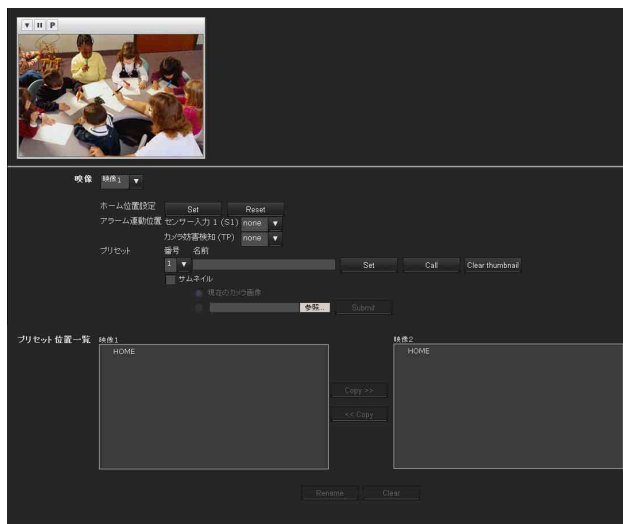 ▼ II P
映像 映像1 ▼
ホーム位置設定 Set Reset
アラーム連動位置 センサー入力 1 (S1) none ▼
カメラ妨害検知 (TP) none ▼
プリセット 番号 名前
1 ▼ Set Call Clear thumbnail
サムネイル
現在のカメラ画像
参照... Submit
プリセット位置一覧 映像1 映像2
HOME HOME
Copy >>
<< Copy
Rename Clear